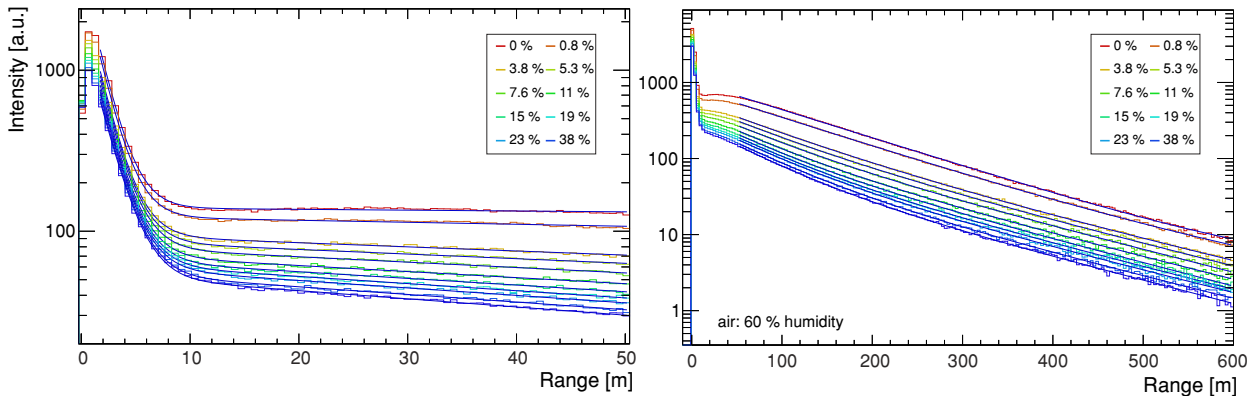 Intensity [a.u.]
1000
100
0 % 0.8 %
3.8 % 5.3 %
7.6 % 11 %
15 % 19 %
23 % 38 %
0 10 20 30 40 50
Range [m]
1000
100
10
1
0 % 0.8 %
3.8 % 5.3 %
7.6 % 11 %
15 % 19 %
23 % 38 %
air: 60 % humidity
0 100 200 300 400 500 600
Range [m]